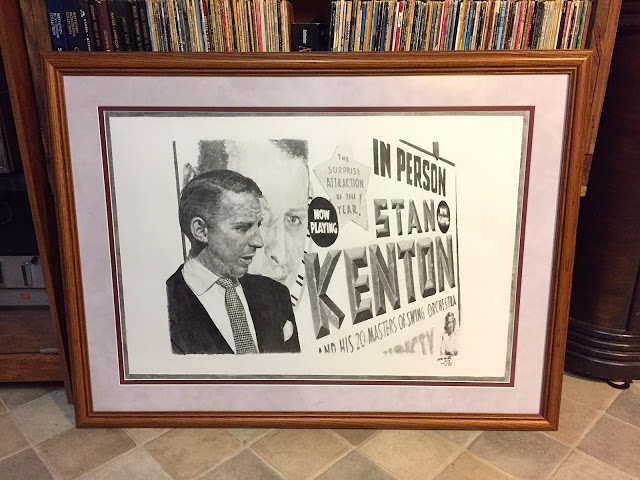 IN PERSON
THE
SURPRISE
ATTRACTION
OF THE
YEAR!
NOW
PLAYING
STAN
KENTON
AND HIS 20 MASTERS OF SWING ORCHESTRA